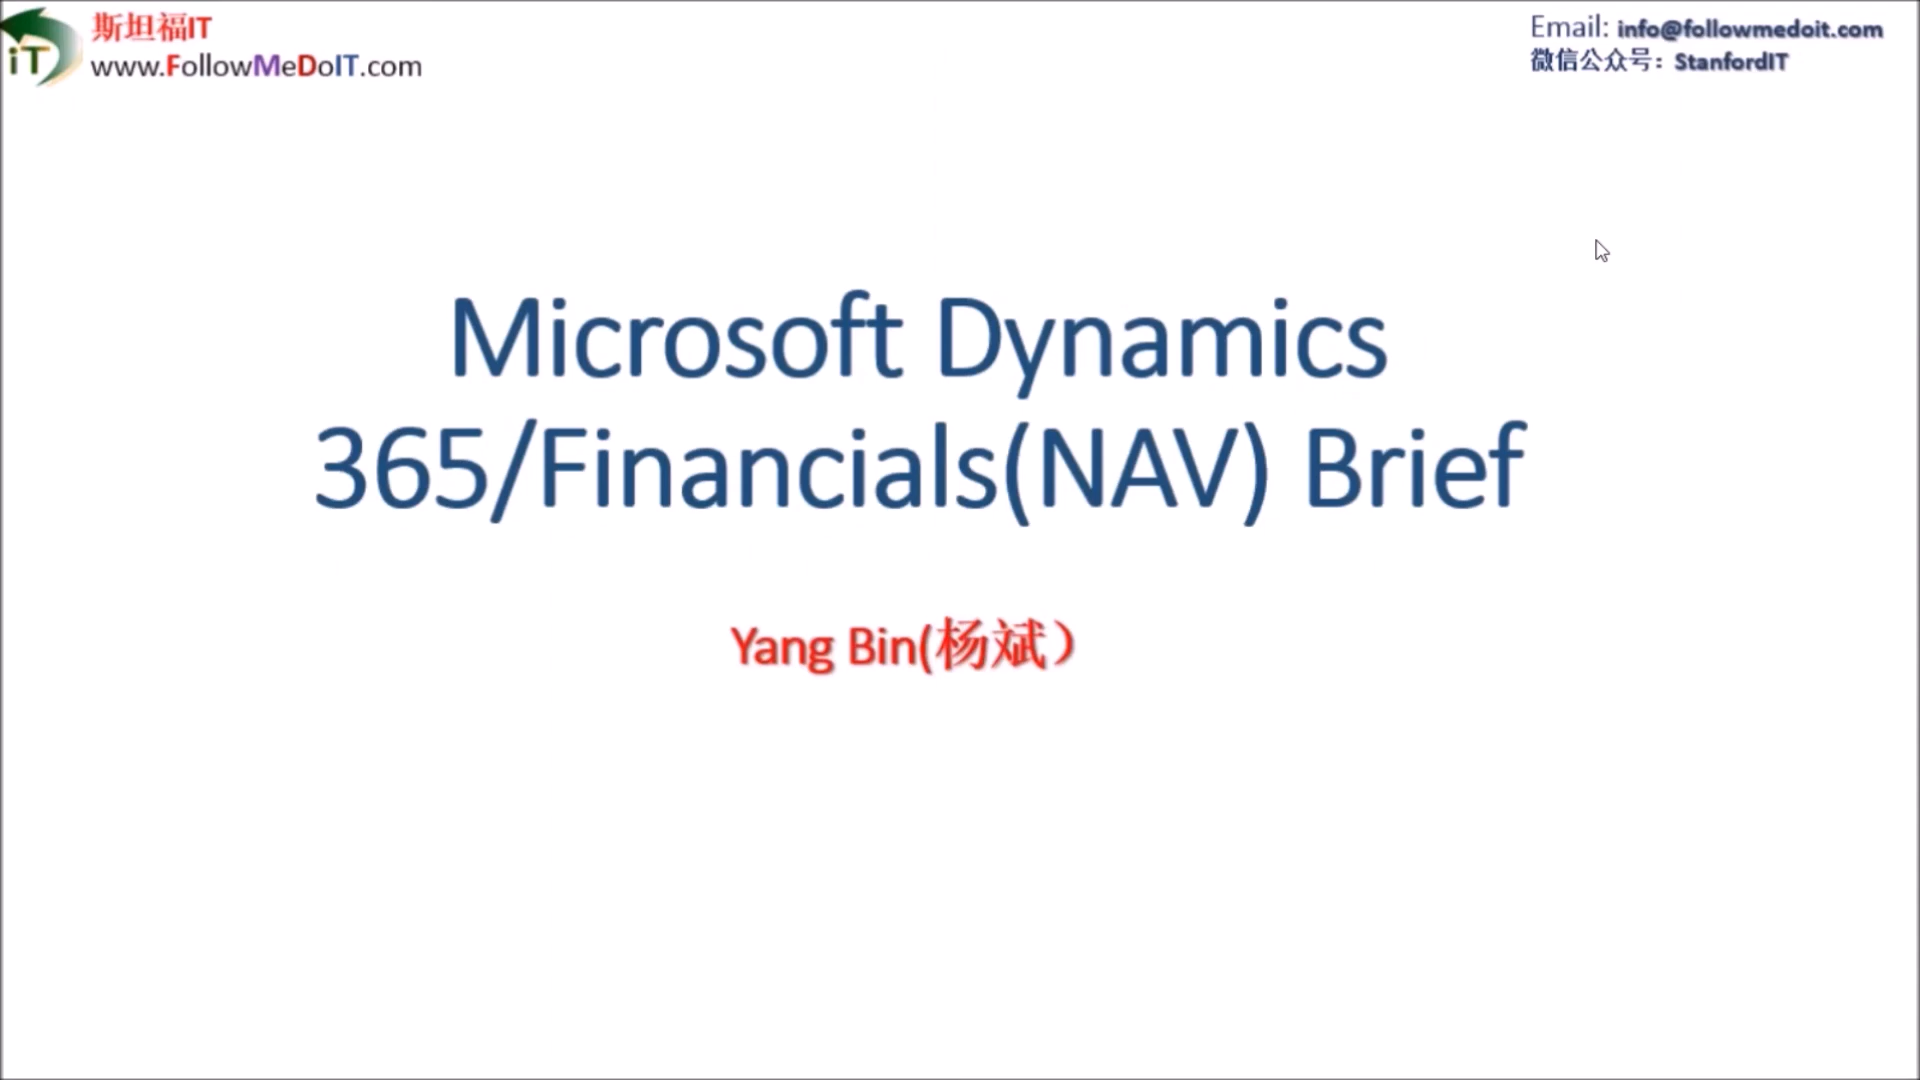 iT
斯坦福IT
www.FollowMeDoIT.com
Email: info@followmedoit.com
微信公众号：StanfordIT
Microsoft Dynamics
365/Financials(NAV) Brief
Yang Bin(杨斌）